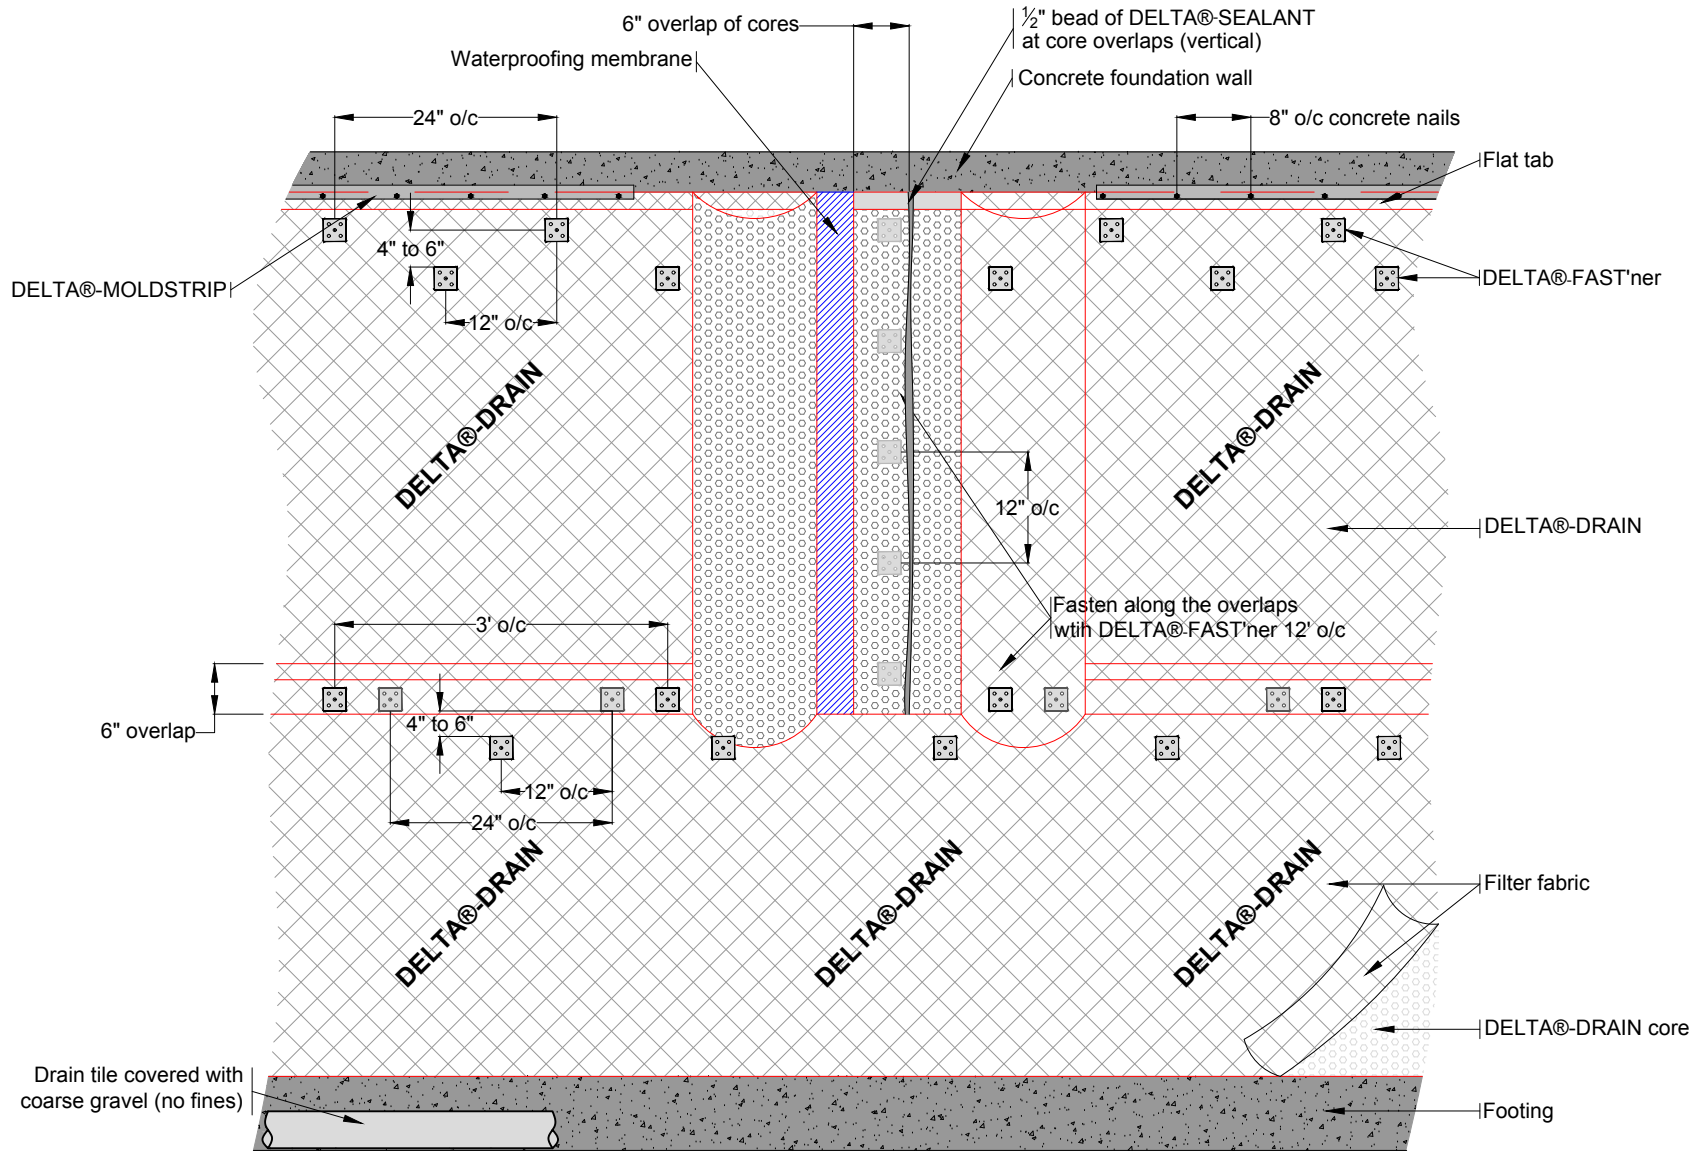 6" overlap of cores
½" bead of DELTA®-SEALANT
at core overlaps (vertical)
Waterproofing membrane
Concrete foundation wall
24" o/c
8" o/c concrete nails
Flat tab
4" to 6"
DELTA®-MOLDSTRIP
DELTA®-FAST'ner
12" o/c
DELTA®-DRAIN
DELTA®-DRAIN
12" o/c
DELTA®-DRAIN
Fasten along the overlaps
wtih DELTA®-FAST'ner 12' o/c
3' o/c
6" overlap
4" to 6"
12" o/c
24" o/c
DELTA®-DRAIN
DELTA®-DRAIN
DELTA®-DRAIN
Filter fabric
DELTA®-DRAIN core
Drain tile covered with
coarse gravel (no fines)
Footing